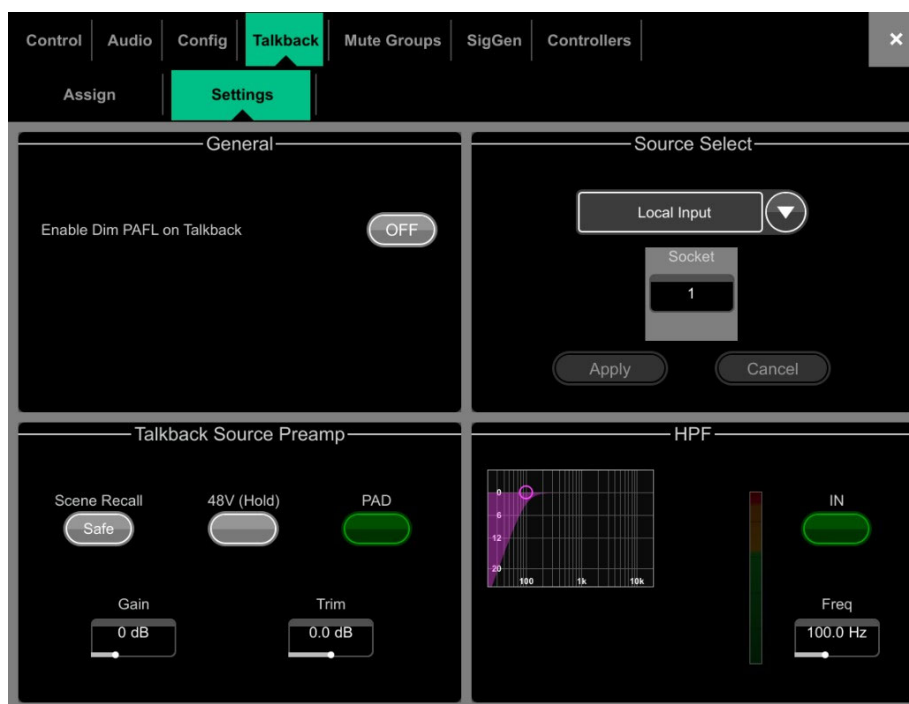 Control Audio Config Talkback Mute Groups SigGen Controllers ×
Assign Settings
General
Enable Dim PAFL on Talkback OFF
Source Select
Local Input
Socket
1
Apply Cancel
Talkback Source Preamp
Scene Recall 48V (Hold) PAD
Safe
Gain Trim
0 dB 0.0 dB
HPF
0
6
12
20
100 1k 10k
IN
Freq
100.0 Hz